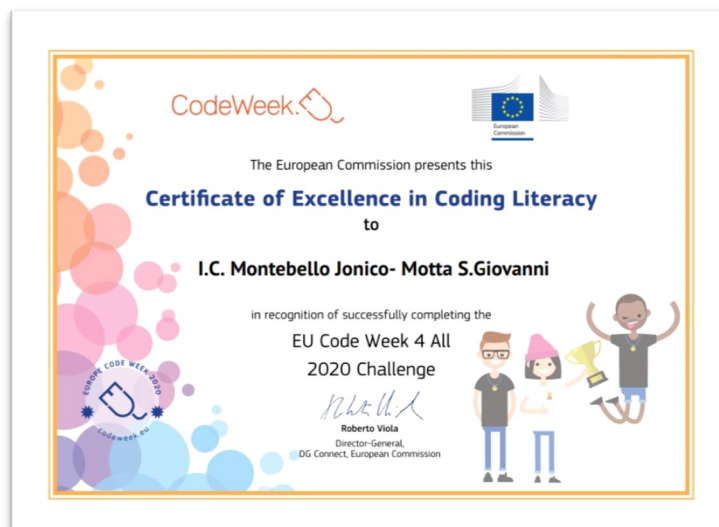 CodeWeek.EU
European
Commission
The European Commission presents this
Certificate of Excellence in Coding Literacy
to
I.C. Montebello Jonico- Motta S.Giovanni
in recognition of successfully completing the
EU Code Week 4 All
2020 Challenge
Roberto Viola
Director-General,
DG Connect, European Commission
EUROPE CODE WEEK 2020
codeweek.eu